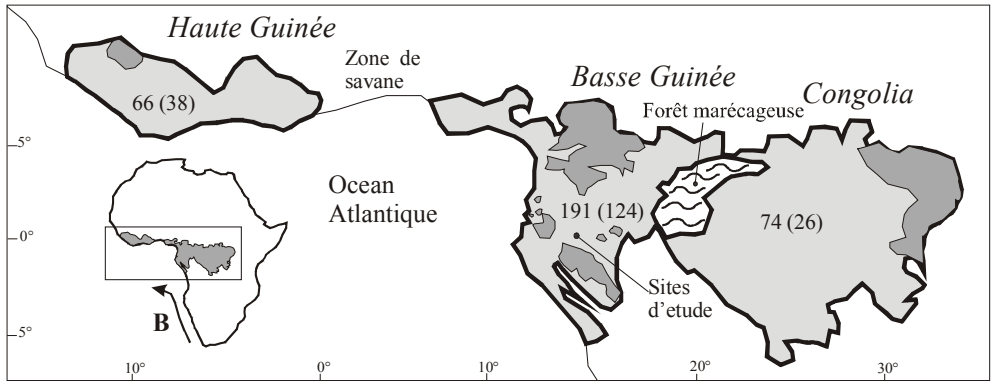 Haute Guinée
Zone de
savane
Basse Guinée
Congolia
Forêt marécageuse
66 (38)
5°
Ocean
Atlantique
191 (124)
74 (26)
0°
Sites
d'etude
B
5°
10°
0°
10°
20°
30°